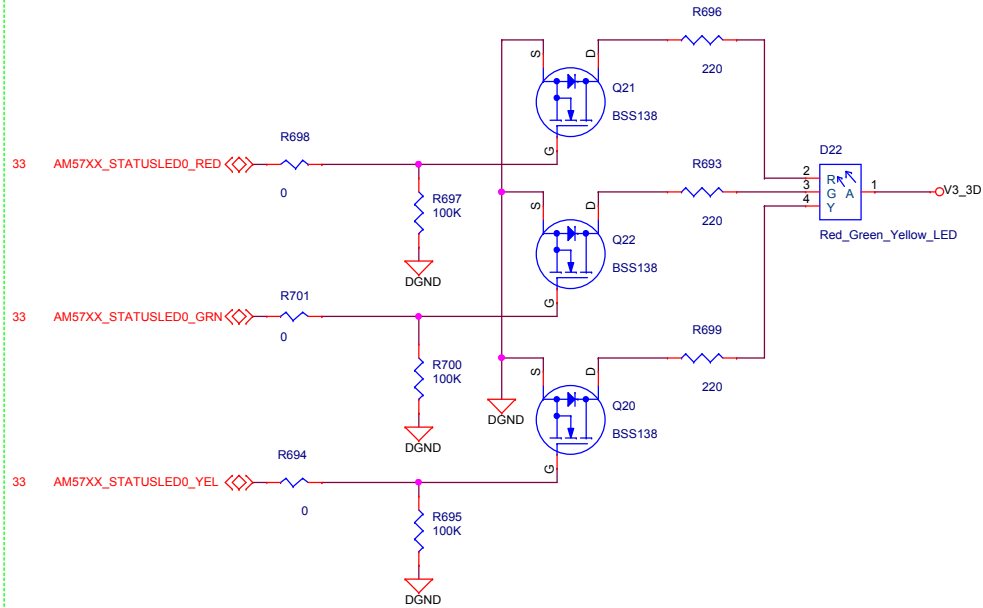 R696
S
D
220
Q21
BSS138
R698
33 AM57XX_STATUSLED0_RED
0
G
R697
100K
DGND
R693
220
D22
2
3
4
R
G
Y
A
1
V3_3D
Red_Green_Yellow_LED
S
D
Q22
BSS138
G
R701
33 AM57XX_STATUSLED0_GRN
0
R700
100K
DGND
R699
220
S
D
DGND
Q20
BSS138
G
R694
33 AM57XX_STATUSLED0_YEL
0
R695
100K
DGND